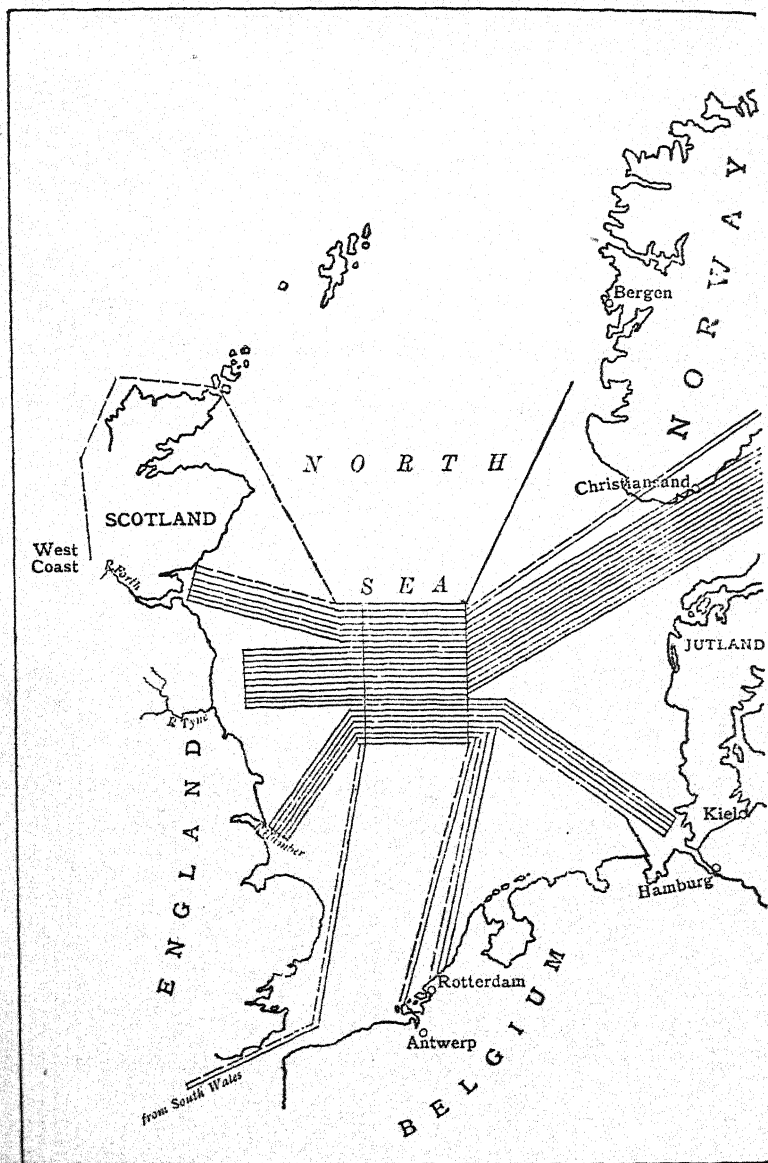 NORWAY
Bergen
NORTH
Christiansand
SCOTLAND
West
Coast
R. Forth
SEA
JUTLAND
R. Tyne
ENGLAND
Kiel
R. Humber
Hamburg
Rotterdam
BELGIUM
Antwerp
from South Wales